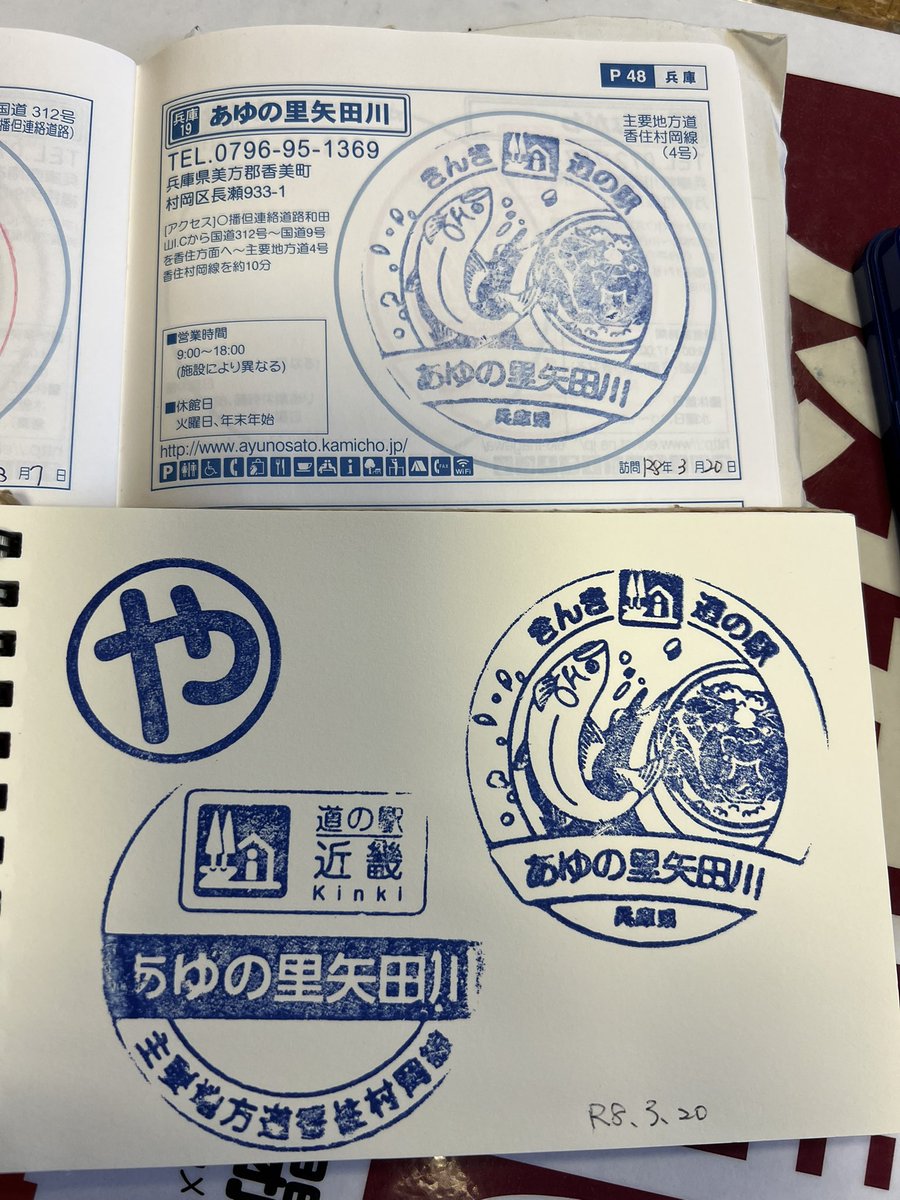 国道 312号
播但連絡道路)
3 月 7 日
P 48 兵庫
兵庫
19
あゆの里矢田川
TEL.0796-95-1369
兵庫県美方郡香美町
村岡区長瀬933-1
[アクセス]〇播但連絡道路和田
山I.Cから国道312号〜国道9号
を香住方面へ〜主要地方道4号
香住村岡線を約10分
■営業時間
9:00〜18:00
(施設により異なる)
■休館日
火曜日、年末年始
http://www.ayunosato.kamicho.jp/
P
FAX
WiFi
主要地方道
香住村岡線
(4号)
きんき 道の駅
あゆの里矢田川
兵庫県
訪問 R8年 3月 20日
や
道の駅
近畿
Kinki
あゆの里矢田川
主要地方道香住村岡線
きんき 道の駅
あゆの里矢田川
兵庫県
R8.3.20